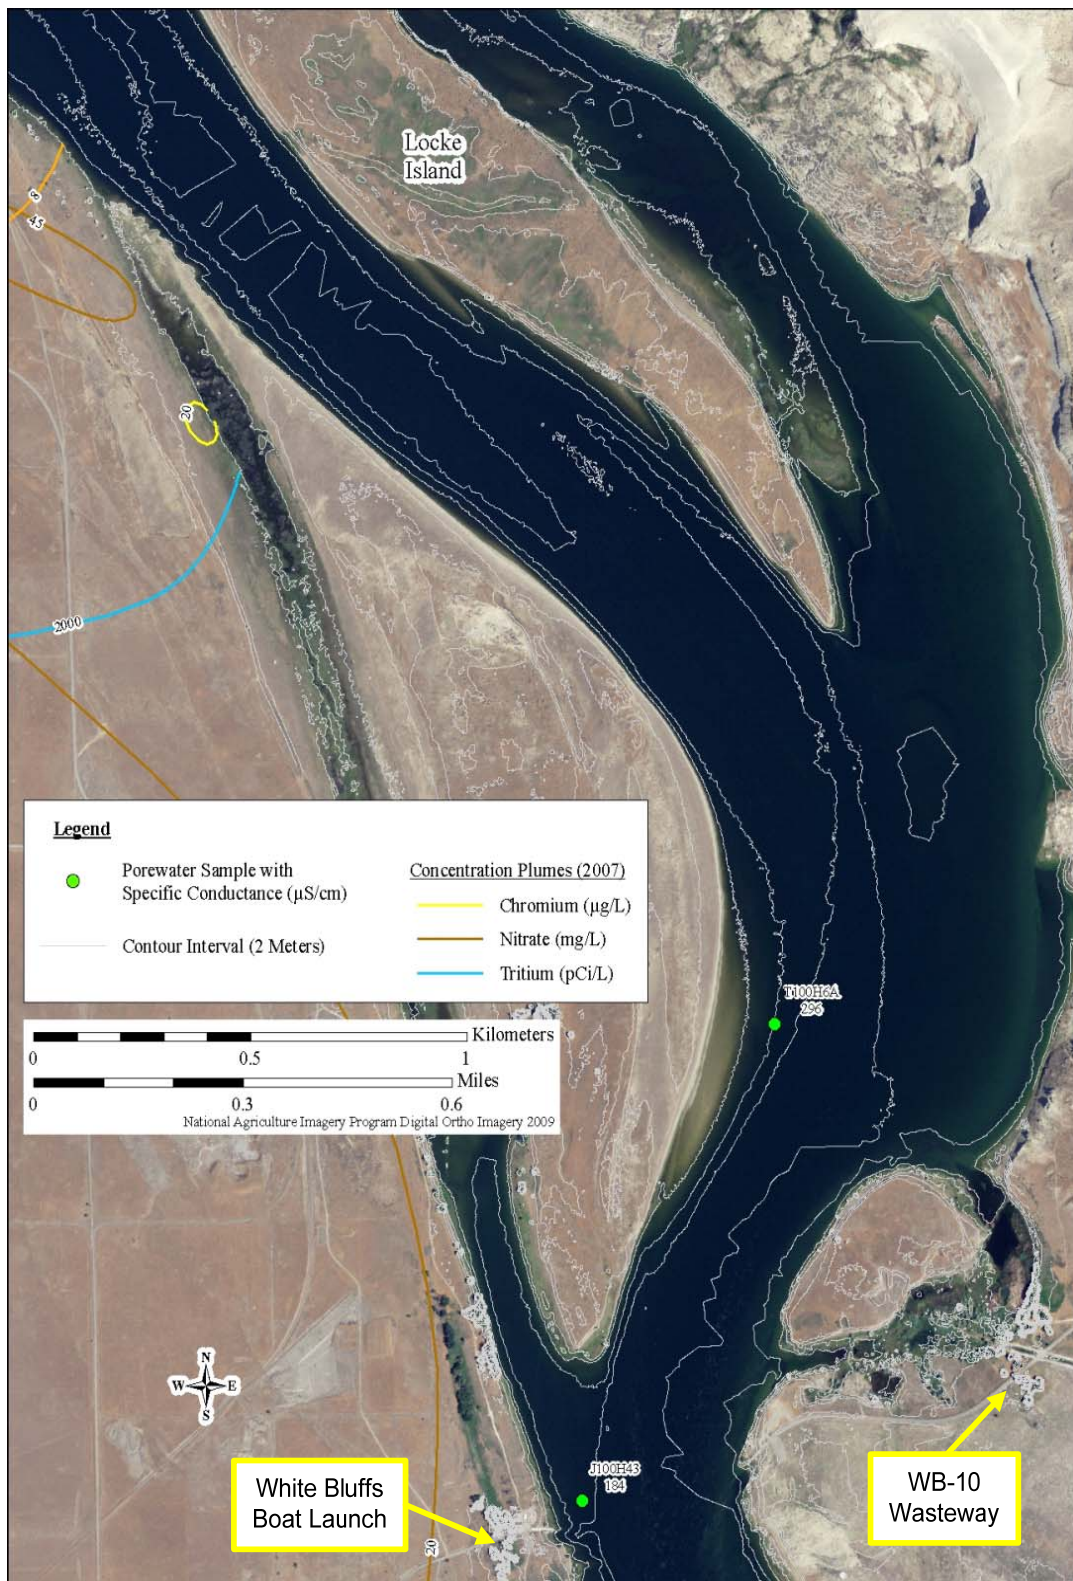 Locke
Island
8
45
20
2000
Legend
Porewater Sample with
Specific Conductance (µS/cm)
Contour Interval (2 Meters)
Concentration Plumes (2007)
Chromium (µg/L)
Nitrate (mg/L)
Tritium (pCi/L)
T100H6A
296
Kilometers
0 0.5 1
Miles
0 0.3 0.6
National Agriculture Imagery Program Digital Ortho Imagery 2009
N
W E
S
J100H43
184
White Bluffs
Boat Launch
WB-10
Wasteway
20